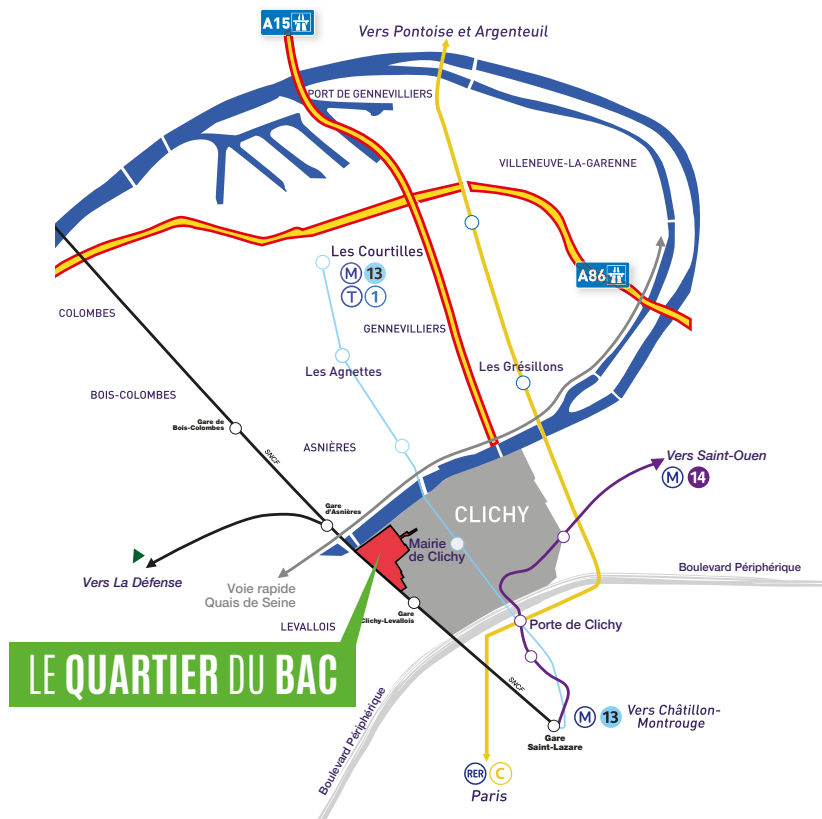 A15
Vers Pontoise et Argenteuil
PORT DE GENNEVILLIERS
VILLENEUVE-LA-GARENNE
Les Courtilles
M 13
T 1
A86
COLOMBES
GENNEVILLIERS
Les Agnettes
Les Grésillons
BOIS-COLOMBES
Gare de
Bois-Colombes
SNCF
ASNIÈRES
Vers Saint-Ouen
M 14
Gare
d'Asnières
CLICHY
Mairie
de Clichy
Vers La Défense
Voie rapide
Quais de Seine
Boulevard Périphérique
Gare
Clichy-Levallois
LEVALLOIS
Porte de Clichy
LE QUARTIER DU BAC
SNCF
Boulevard Périphérique
M 13
Vers Châtillon-
Montrouge
Gare
Saint-Lazare
RER C
Paris